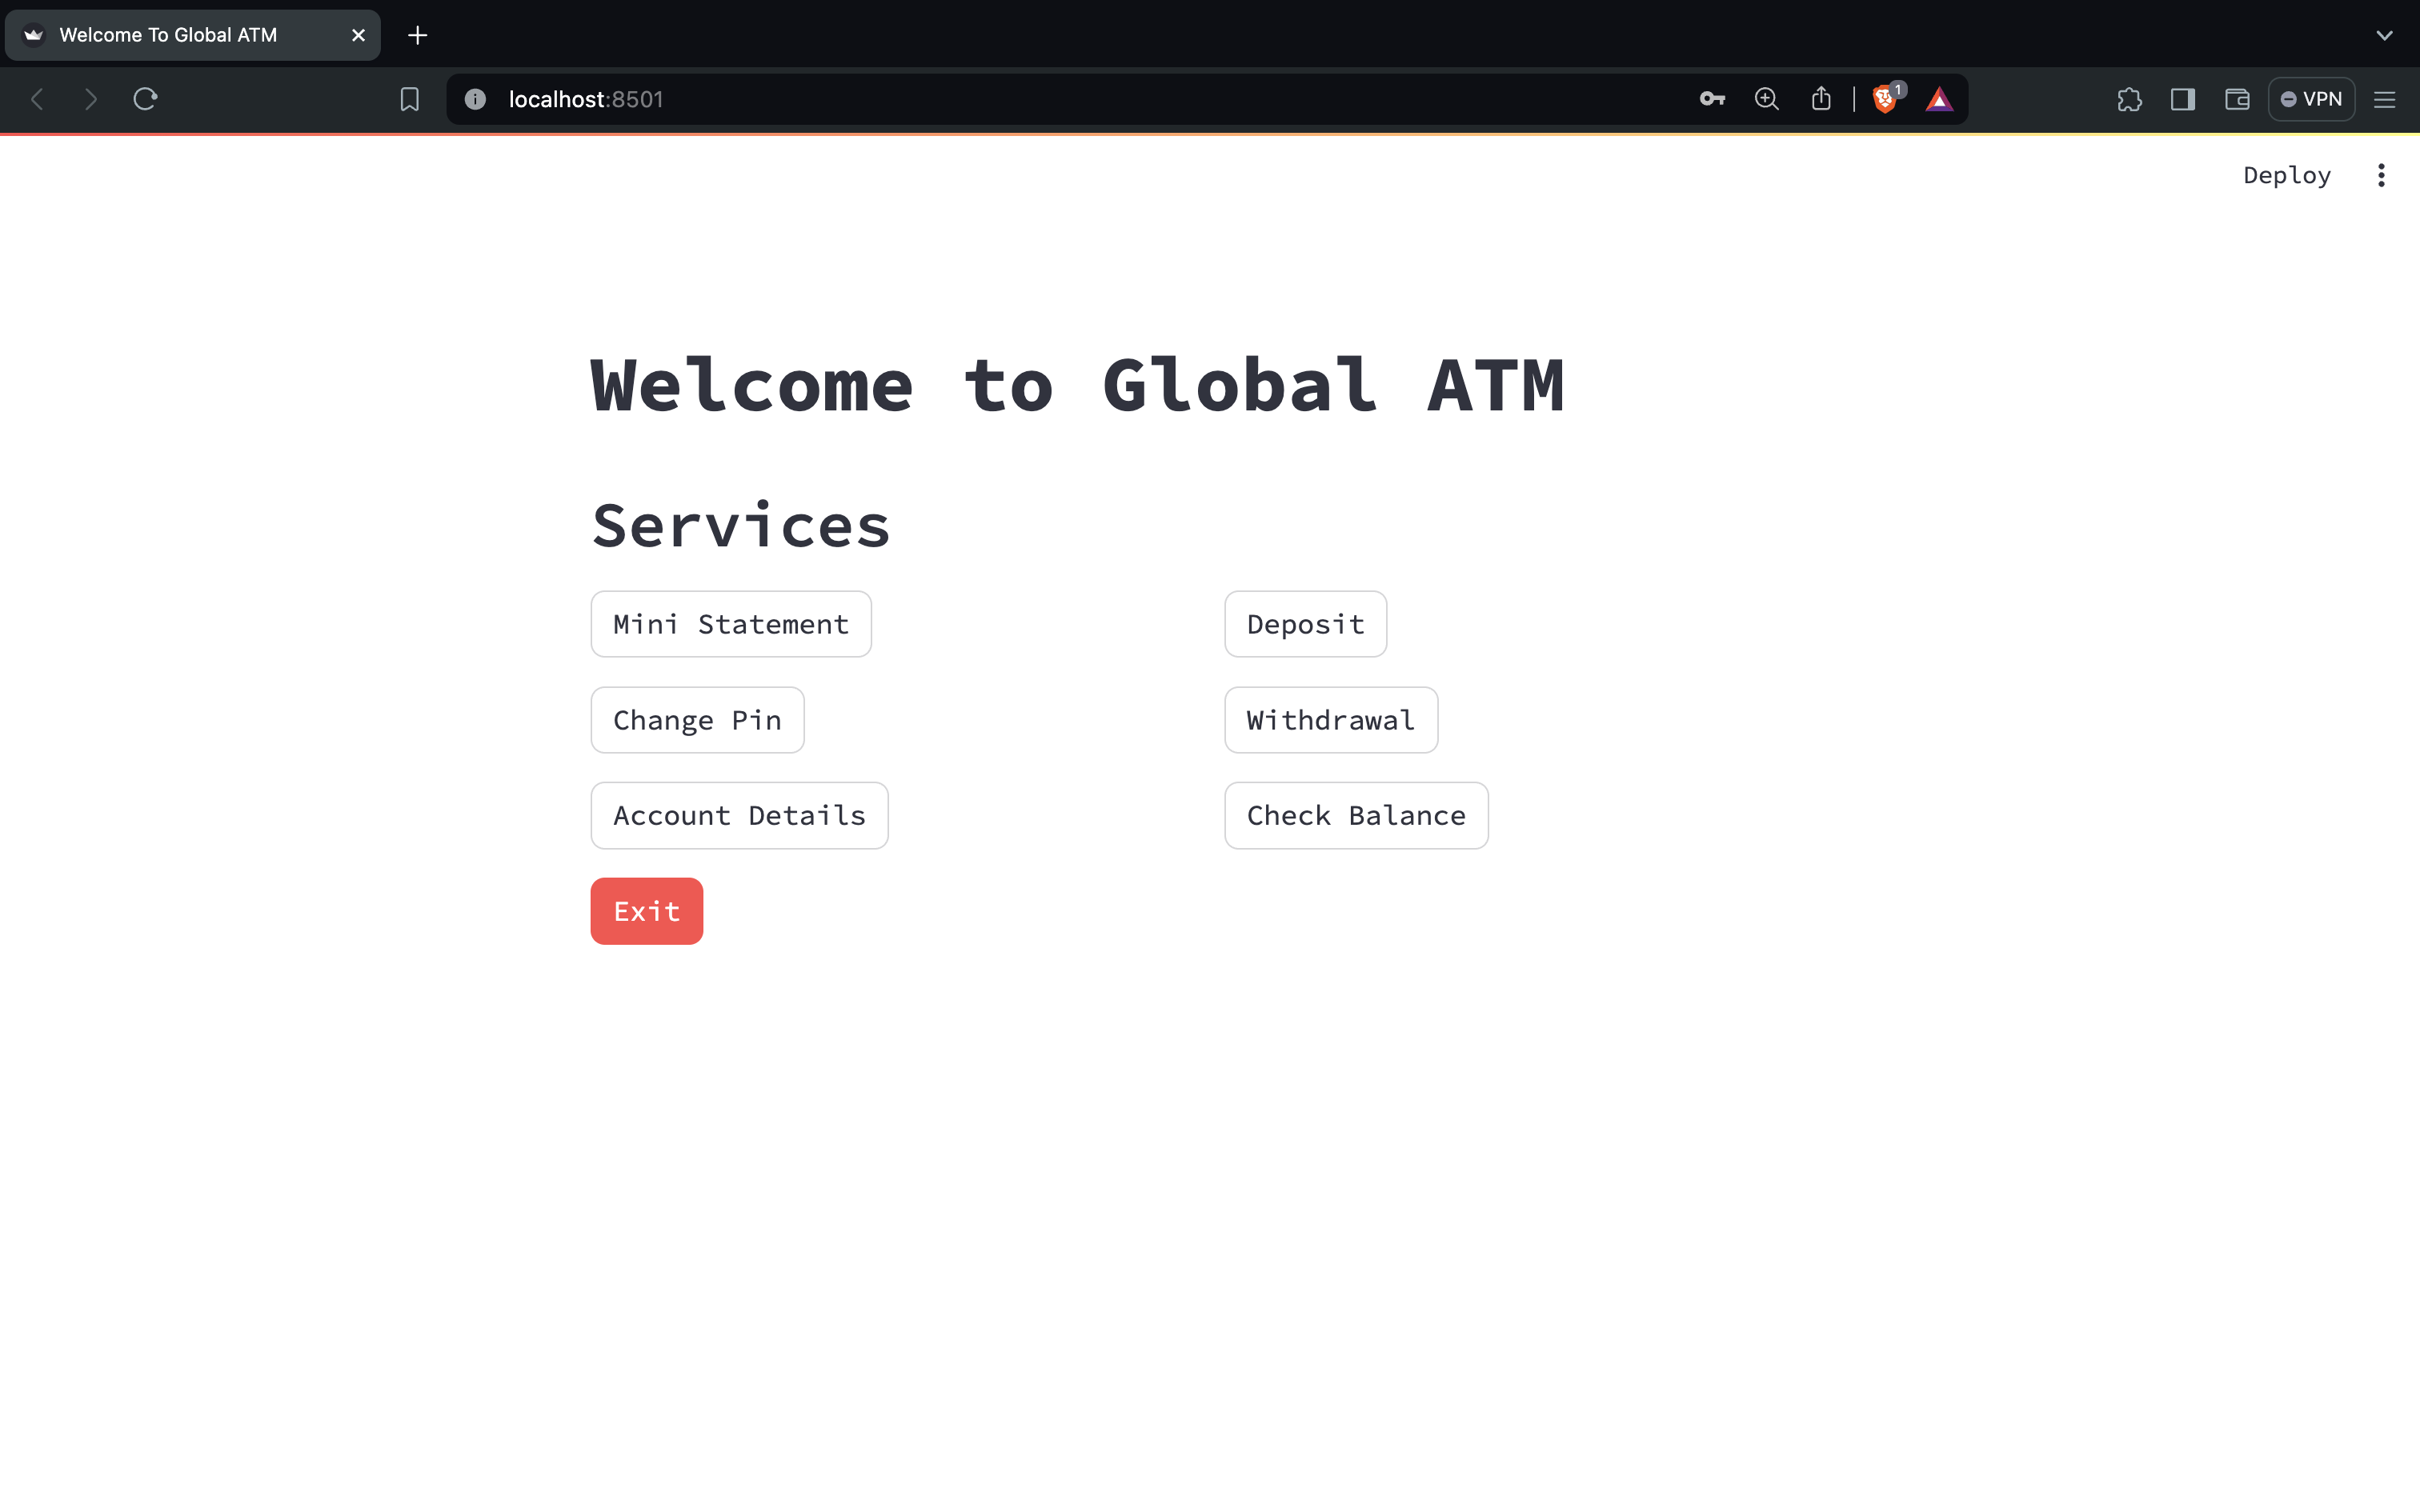 Welcome To Global ATM
localhost:8501
1
VPN
Deploy
Welcome to Global ATM
Services
Mini Statement
Deposit
Change Pin
Withdrawal
Account Details
Check Balance
Exit